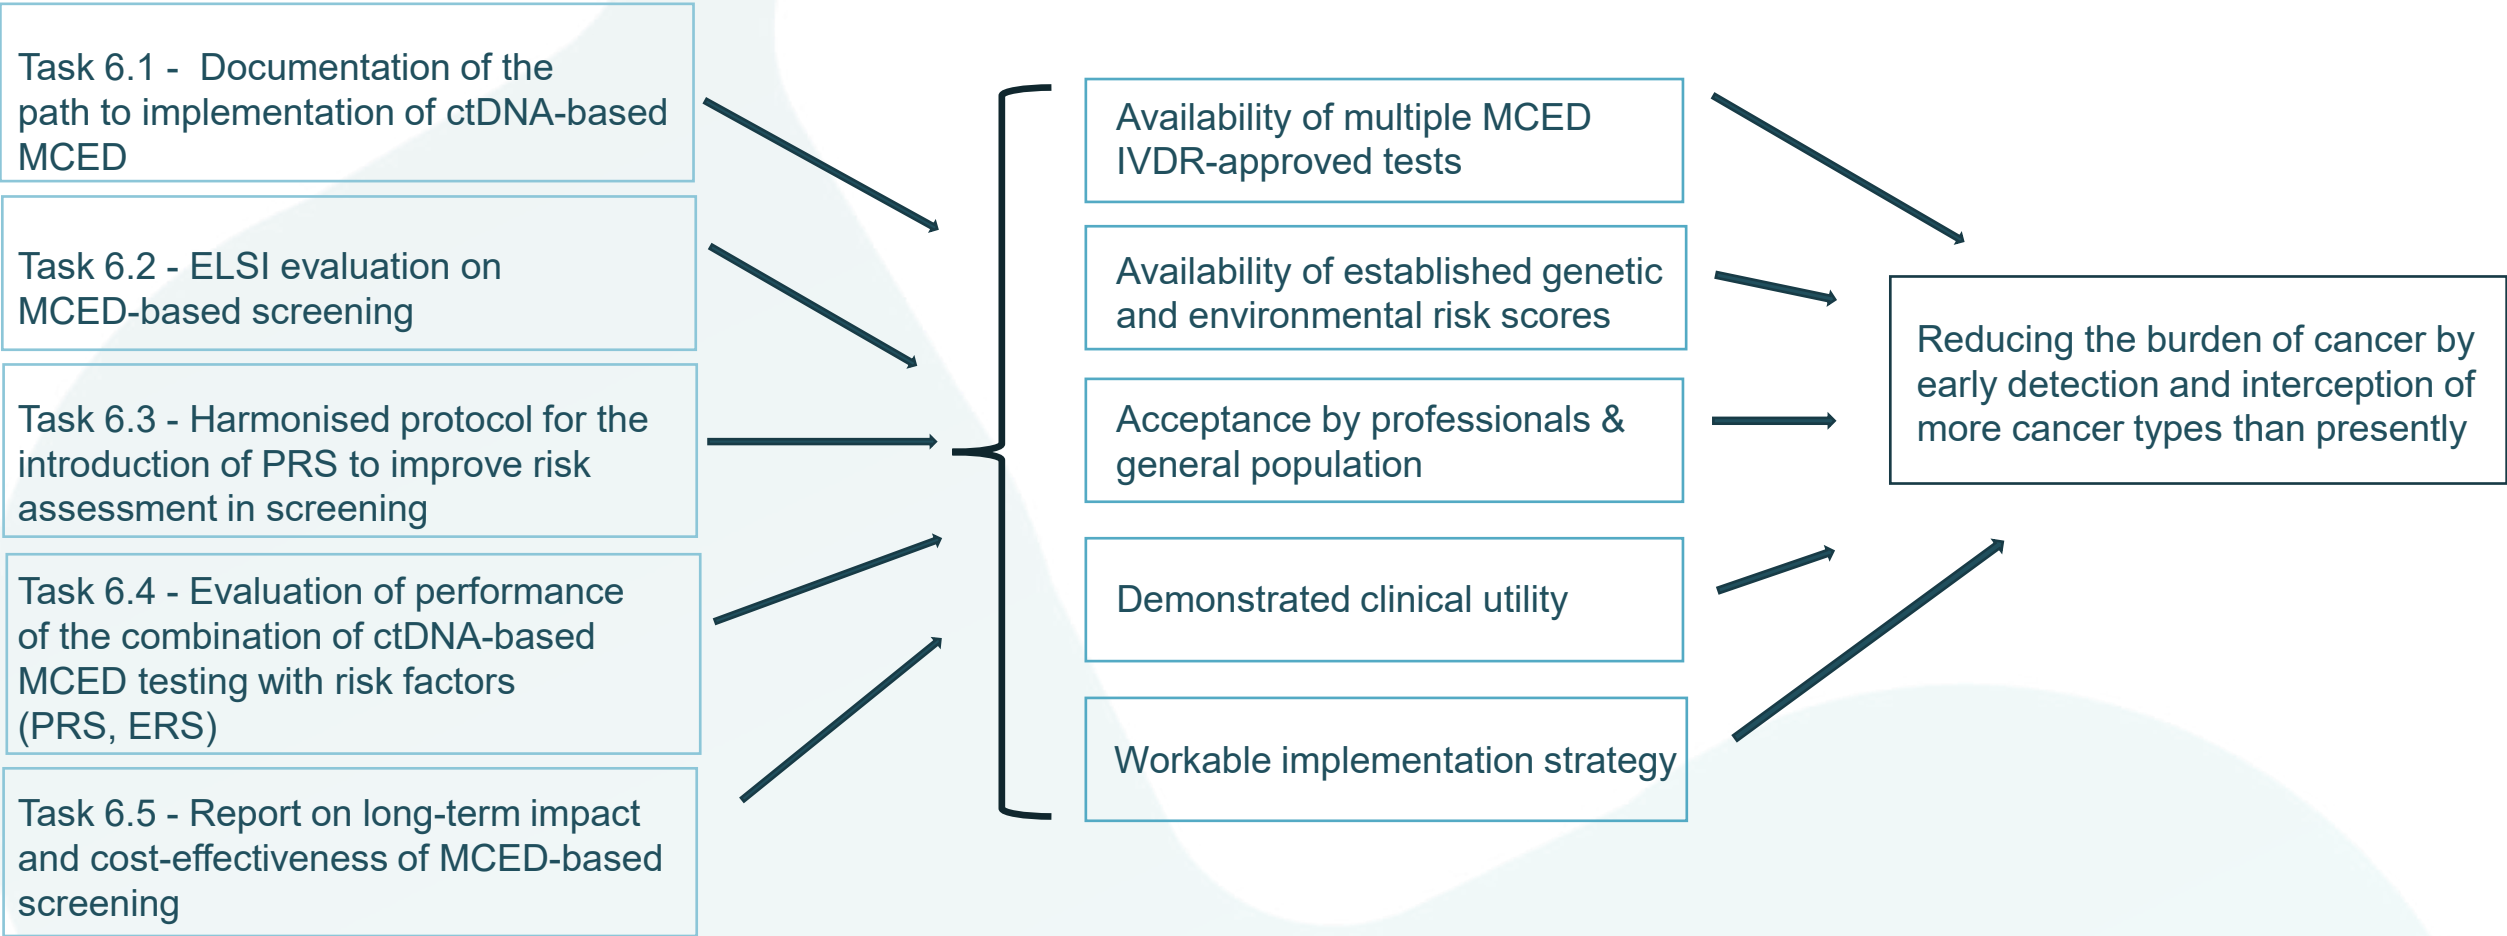 Task 6.1 -  Documentation of the
path to implementation of ctDNA-based
MCED
Task 6.2 - ELSI evaluation on
MCED-based screening
Task 6.3 - Harmonised protocol for the
introduction of PRS to improve risk
assessment in screening
Task 6.4 - Evaluation of performance
of the combination of ctDNA-based
MCED testing with risk factors
(PRS, ERS)
Task 6.5 - Report on long-term impact
and cost-effectiveness of MCED-based
screening
Availability of multiple MCED
IVDR-approved tests
Availability of established genetic
and environmental risk scores
Acceptance by professionals &
general population
Demonstrated clinical utility
Workable implementation strategy
Reducing the burden of cancer by
early detection and interception of
more cancer types than presently